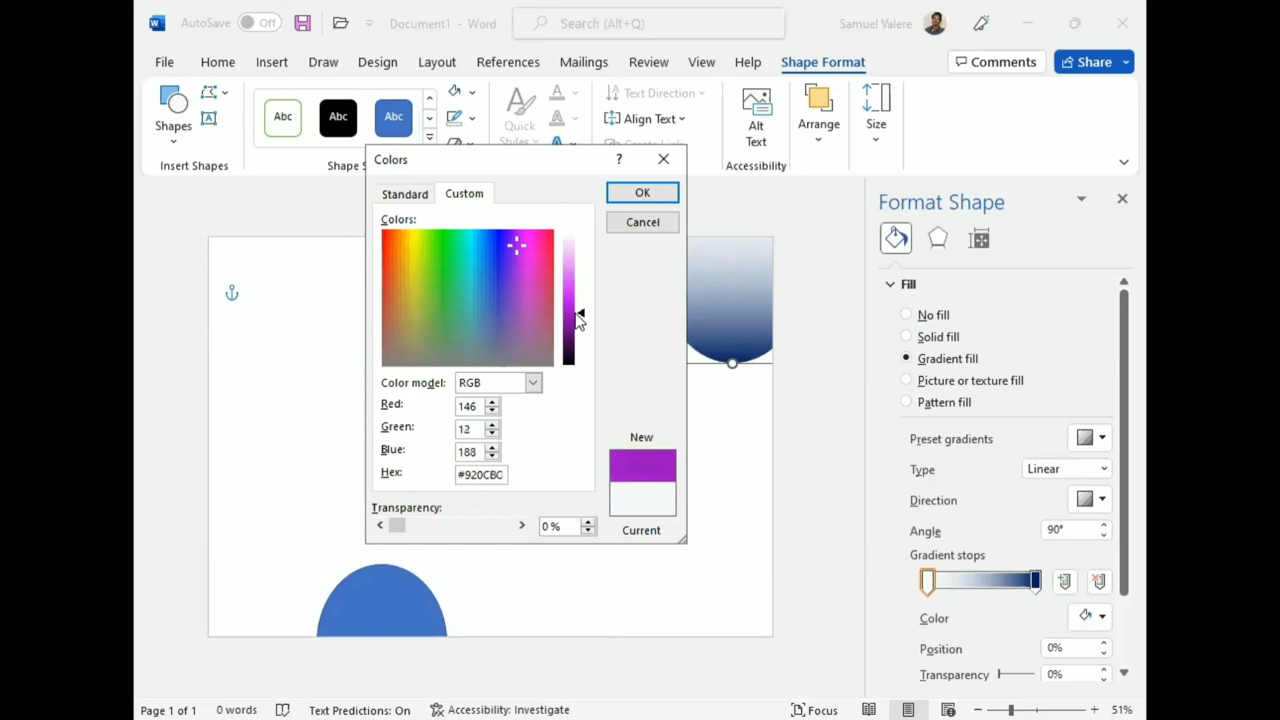 AutoSave Off Document1 - Word Search (Alt+Q) Samuel Valere
File Home Insert Draw Design Layout References Mailings Review View Help Shape Format Comments Share
Abc Abc Abc
Shapes
Quick
Styles
Text Direction
Align Text
Alt
Text
Arrange
Size
Insert Shapes
Shape S
Accessibility
Colors
?
Standard Custom
OK
Cancel
Colors:
Color model: RGB
Red: 146
Green: 12
Blue: 188
Hex: #920CBC
Transparency:
0 %
New
Current
Format Shape
Fill
No fill
Solid fill
Gradient fill
Picture or texture fill
Pattern fill
Preset gradients
Type Linear
Direction
Angle 90°
Gradient stops
Color
Position 0%
Transparency 0%
Page 1 of 1 0 words Text Predictions: On Accessibility: Investigate Focus 51%